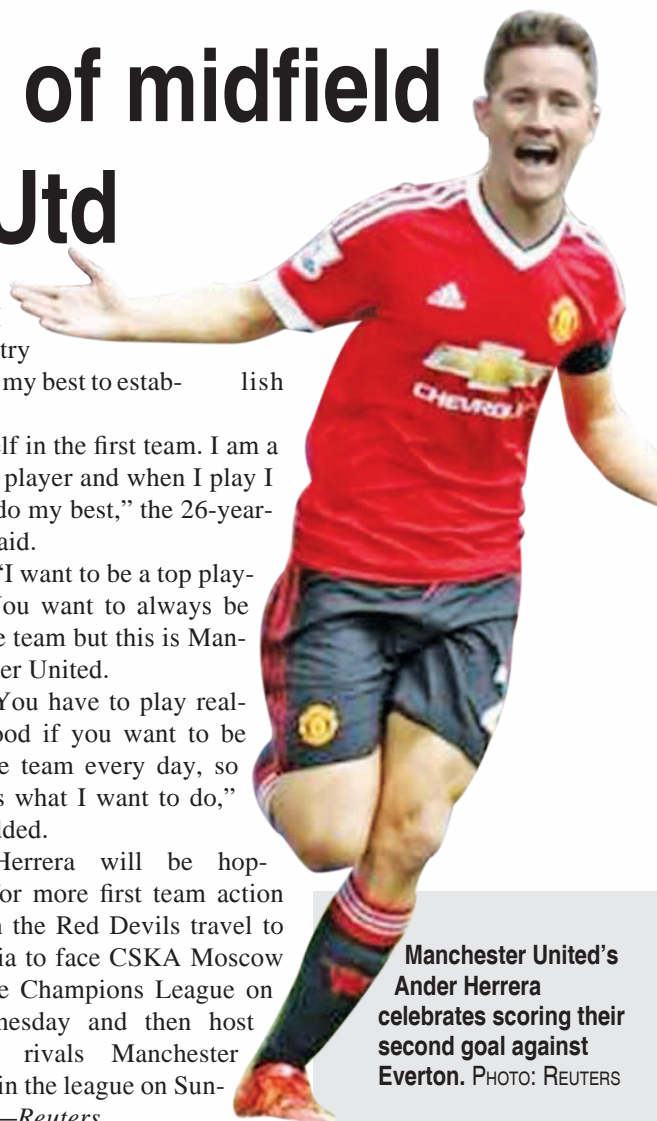 of midfield
Utd
try
my best to estab- lish
elf in the first team. I am a
player and when I play I
do my best,” the 26-year-
aid.
“I want to be a top play-
You want to always be
e team but this is Man-
er United.
You have to play real-
ood if you want to be
e team every day, so
s what I want to do,”
dded.
Herrera will be hop-
for more first team action
n the Red Devils travel to
ia to face CSKA Moscow
e Champions League on
nesday and then host
rivals Manchester
in the league on Sun-
—Reuters
CHEVROLET
Manchester United’s
Ander Herrera
celebrates scoring their
second goal against
Everton. PHOTO: REUTERS